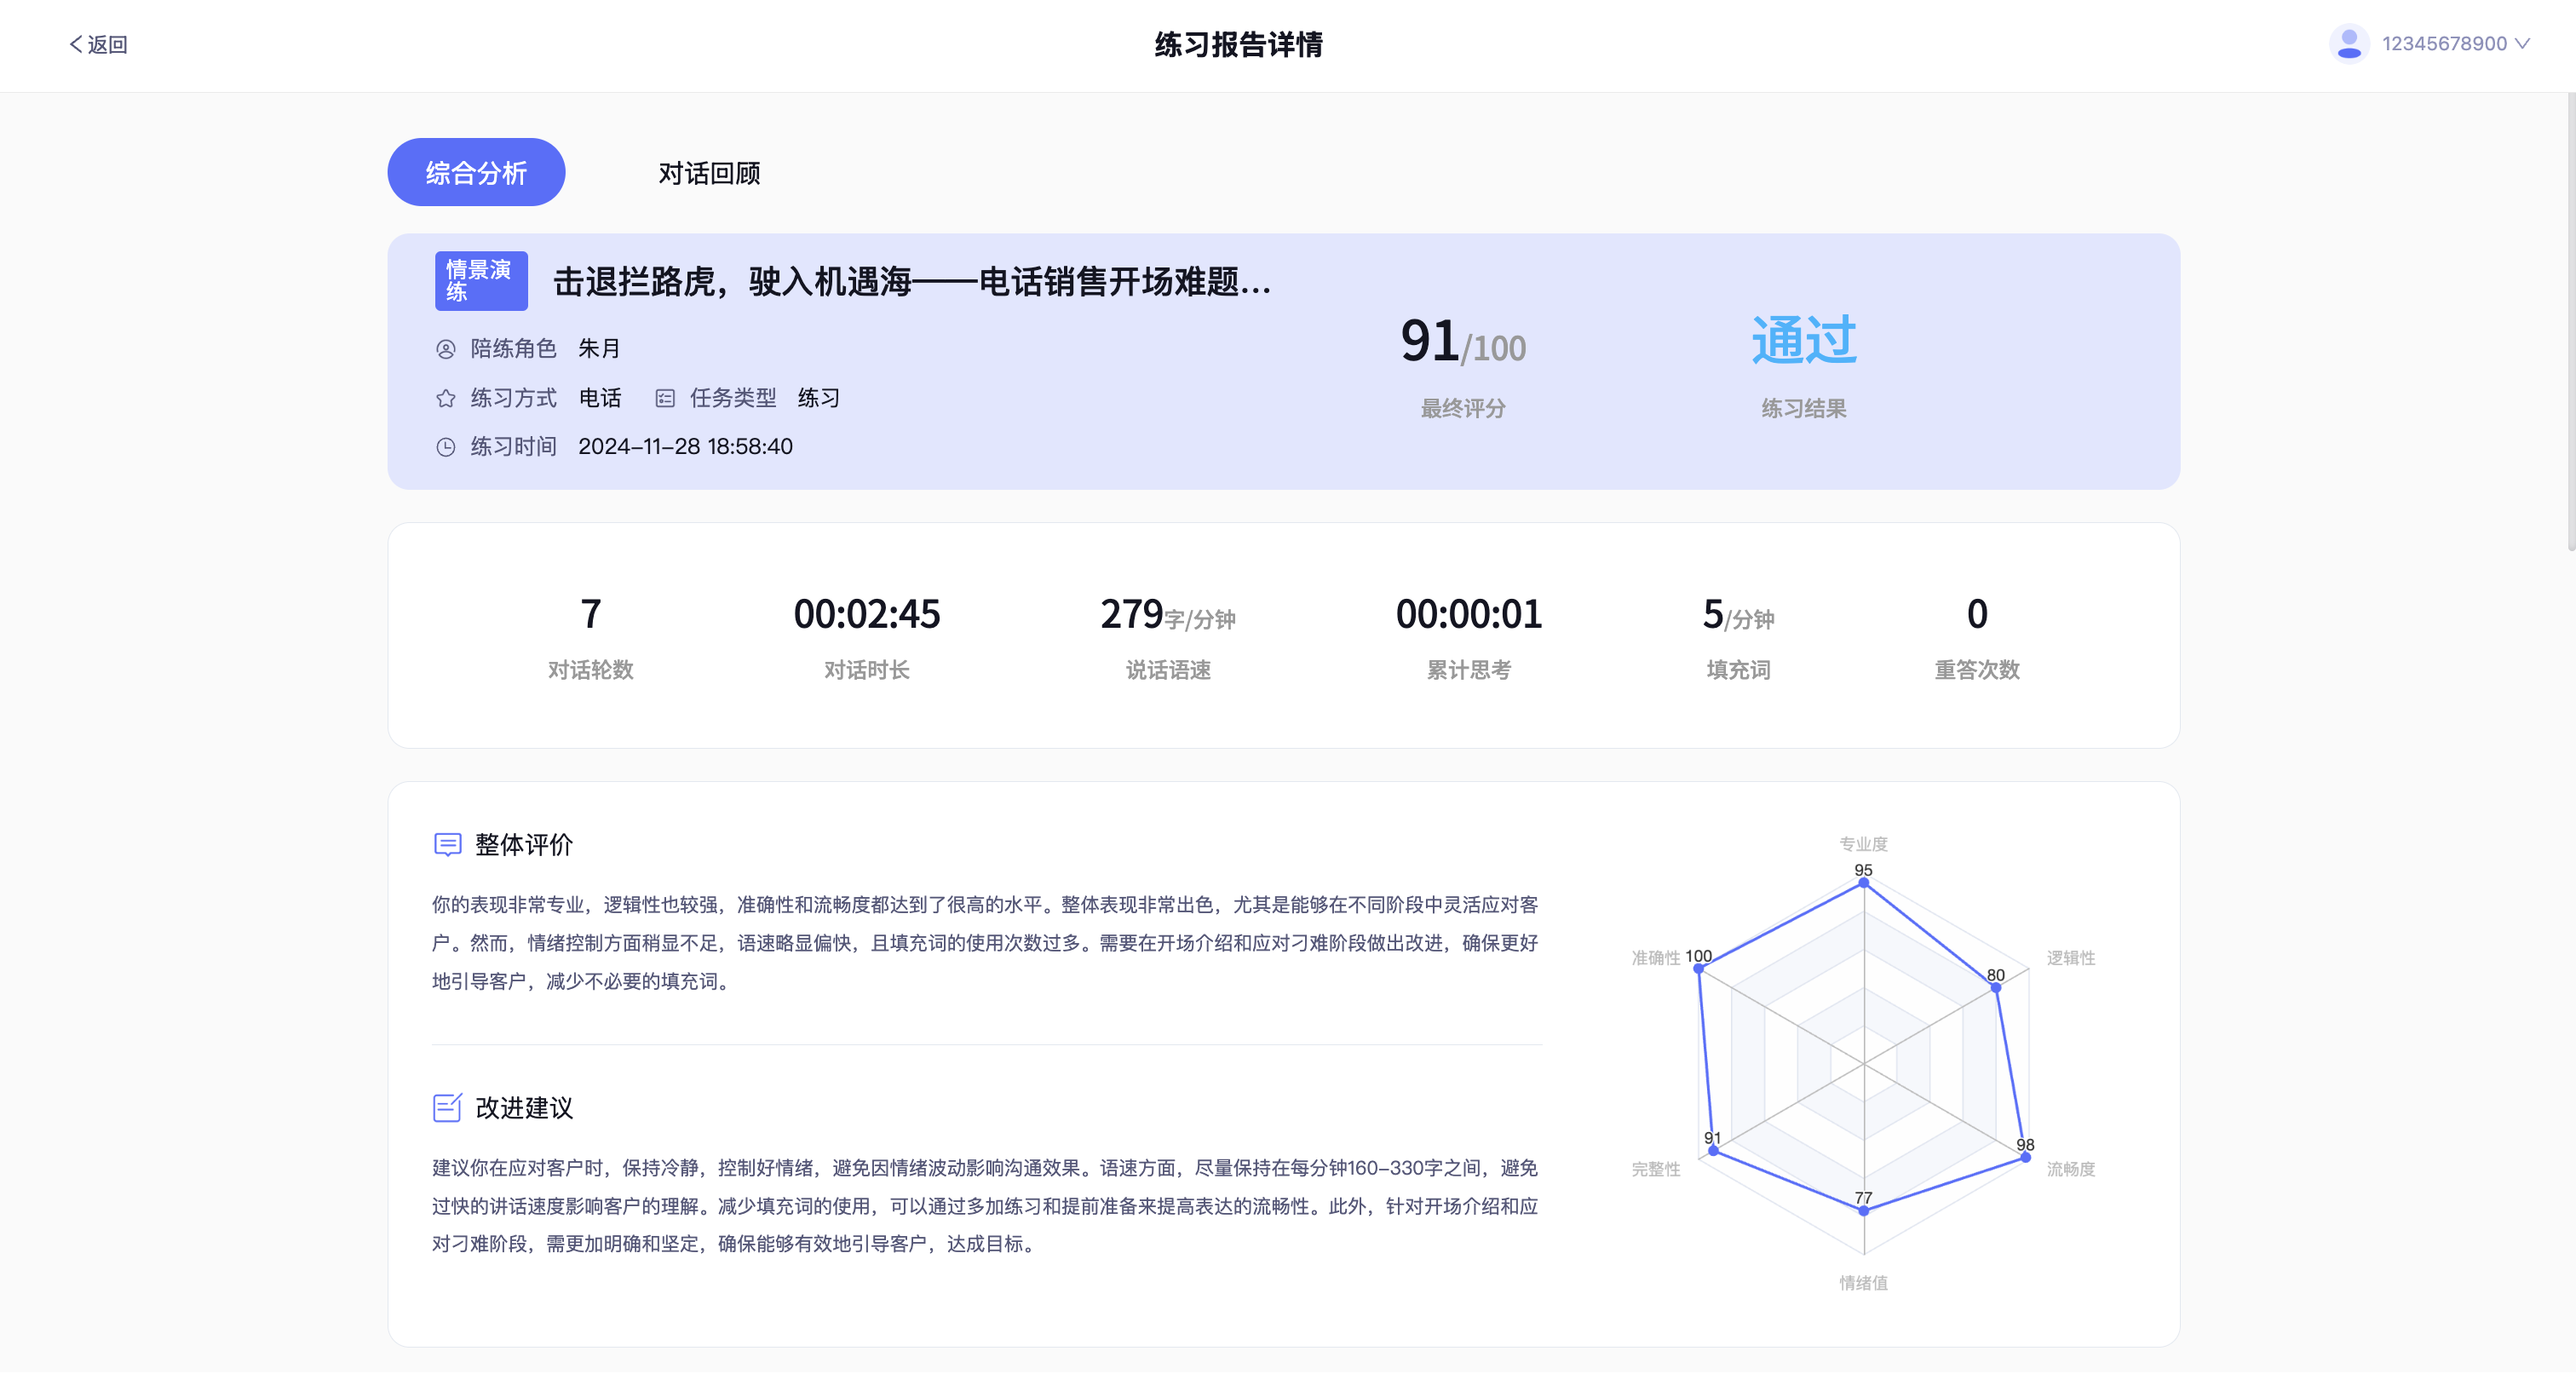 返回
练习报告详情
12345678900
综合分析
对话回顾
情景演
练
击退拦路虎，驶入机遇海——电话销售开场难题...
陪练角色 朱月
练习方式 电话 任务类型 练习
练习时间 2024-11-28 18:58:40
91/100
最终评分
通过
练习结果
7
对话轮数
00:02:45
对话时长
279字/分钟
说话语速
00:00:01
累计思考
5/分钟
填充词
0
重答次数
整体评价
你的表现非常专业，逻辑性也较强，准确性和流畅度都达到了很高的水平。整体表现非常出色，尤其是能够在不同阶段中灵活应对客
户。然而，情绪控制方面稍显不足，语速略显偏快，且填充词的使用次数过多。需要在开场介绍和应对刁难阶段做出改进，确保更好
地引导客户，减少不必要的填充词。
改进建议
建议你在应对客户时，保持冷静，控制好情绪，避免因情绪波动影响沟通效果。语速方面，尽量保持在每分钟160-330字之间，避免
过快的讲话速度影响客户的理解。减少填充词的使用，可以通过多加练习和提前准备来提高表达的流畅性。此外，针对开场介绍和应
对刁难阶段，需更加明确和坚定，确保能够有效地引导客户，达成目标。
专业度
95
准确性 100
逻辑性
80
完整性
91
流畅度
98
77
情绪值